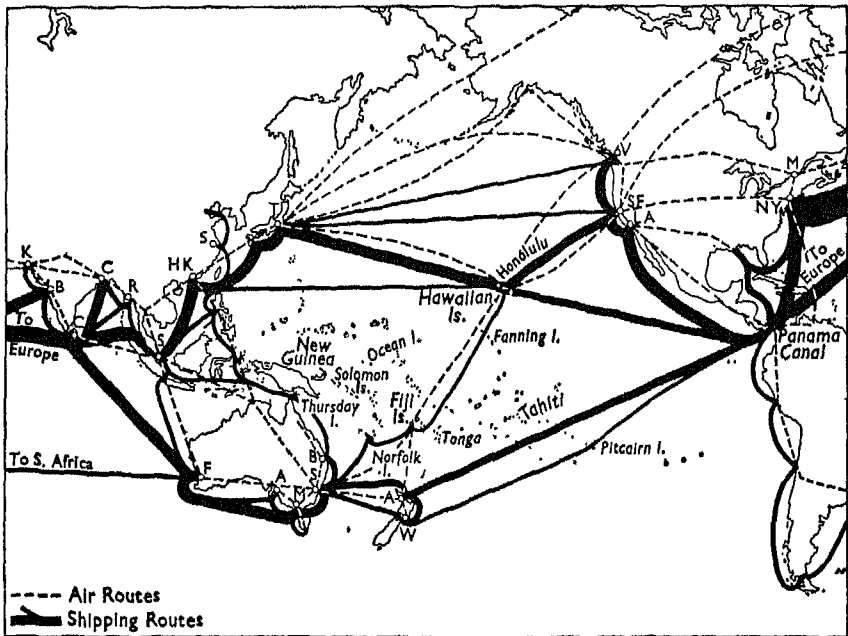 V
M
SF
LA
NY
T
S
K
C
HK
B
R
Honolulu
To
Europe
Hawaiian
Is.
To
Europe
C
S
New
Guinea
Ocean I.
Fanning I.
Panama
Canal
Solomon
Is.
Thursday
I.
Fiji
Is.
Tahiti
Tonga
Pitcairn I.
Norfolk
I.
To S. Africa
F
A
M
S
B
A
W
Air Routes
Shipping Routes